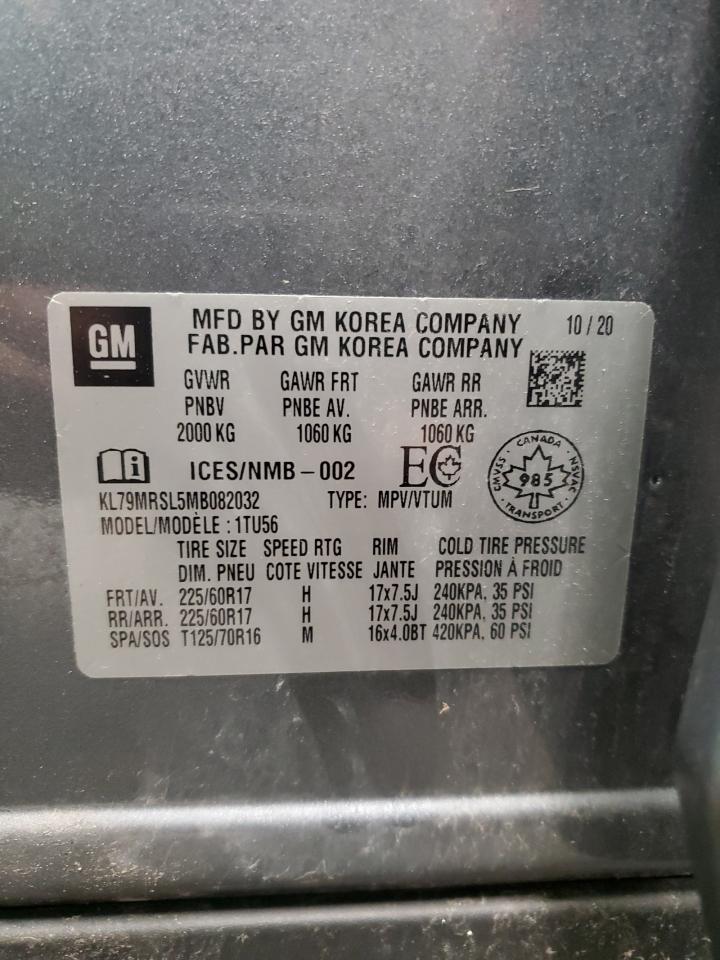 GM
MFD BY GM KOREA COMPANY 10 / 20
FAB.PAR GM KOREA COMPANY
GVWR GAWR FRT GAWR RR
PNBV PNBE AV. PNBE ARR.
2000 KG 1060 KG 1060 KG
i ICES/NMB – 002 EC
CANADA CMVSS NSVAC 985 TRANSPORT
KL79MRSL5MB082032 TYPE: MPV/VTUM
MODEL/MODÈLE : 1TU56
TIRE SIZE SPEED RTG RIM COLD TIRE PRESSURE
DIM. PNEU COTE VITESSE JANTE PRESSION À FROID
FRT/AV. 225/60R17 H 17x7.5J 240KPA, 35 PSI
RR/ARR. 225/60R17 H 17x7.5J 240KPA, 35 PSI
SPA/SOS T125/70R16 M 16x4.0BT 420KPA, 60 PSI